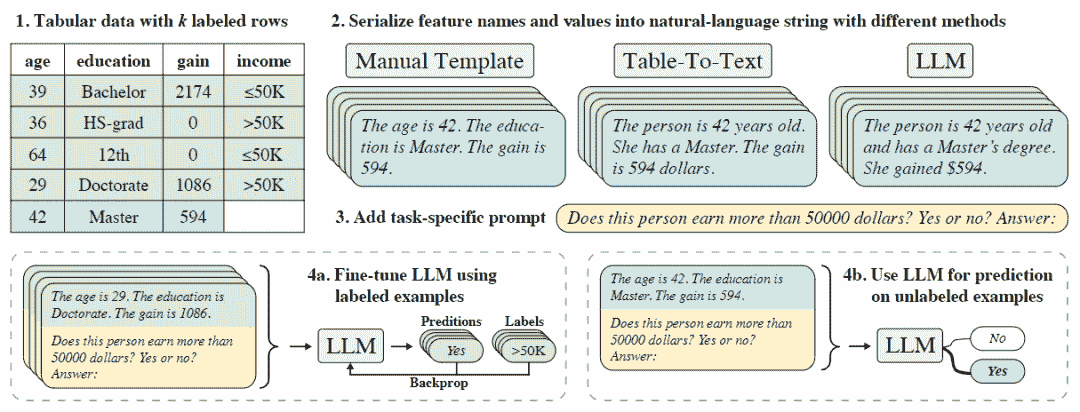 1. Tabular data with k labeled rows
age education gain income
39 Bachelor 2174 ≤50K
36 HS-grad 0 >50K
64 12th 0 ≤50K
29 Doctorate 1086 >50K
42 Master 594
2. Serialize feature names and values into natural-language string with different methods
Manual Template
The age is 42. The educa-
tion is Master. The gain is
594.
Table-To-Text
The person is 42 years old.
She has a Master. The gain
is 594 dollars.
LLM
The person is 42 years old
and has a Master's degree.
She gained $594.
3. Add task-specific prompt
Does this person earn more than 50000 dollars? Yes or no? Answer:
The age is 29. The education is
Doctorate. The gain is 1086.
Does this person earn more than
50000 dollars? Yes or no?
Answer:
4a. Fine-tune LLM using
labeled examples
LLM
Preditions
Yes
Labels
>50K
Backprop
The age is 42. The education is
Master. The gain is 594.
Does this person earn more than
50000 dollars? Yes or no?
Answer:
4b. Use LLM for prediction
on unlabeled examples
LLM
No
Yes